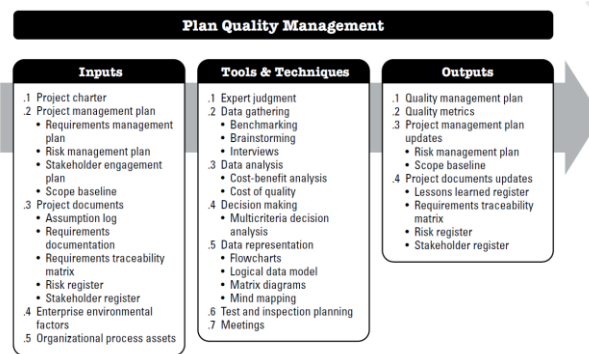 Plan Quality Management
Inputs
.1 Project charter
.2 Project management plan
• Requirements management
plan
• Risk management plan
• Stakeholder engagement
plan
• Scope baseline
.3 Project documents
• Assumption log
• Requirements
documentation
• Requirements traceability
matrix
• Risk register
• Stakeholder register
.4 Enterprise environmental
factors
.5 Organizational process assets
Tools & Techniques
.1 Expert judgment
.2 Data gathering
• Benchmarking
• Brainstorming
• Interviews
.3 Data analysis
• Cost-benefit analysis
• Cost of quality
.4 Decision making
• Multicriteria decision
analysis
.5 Data representation
• Flowcharts
• Logical data model
• Matrix diagrams
• Mind mapping
.6 Test and inspection planning
.7 Meetings
Outputs
.1 Quality management plan
.2 Quality metrics
.3 Project management plan
updates
• Risk management plan
• Scope baseline
.4 Project documents updates
• Lessons learned register
• Requirements traceability
matrix
• Risk register
• Stakeholder register